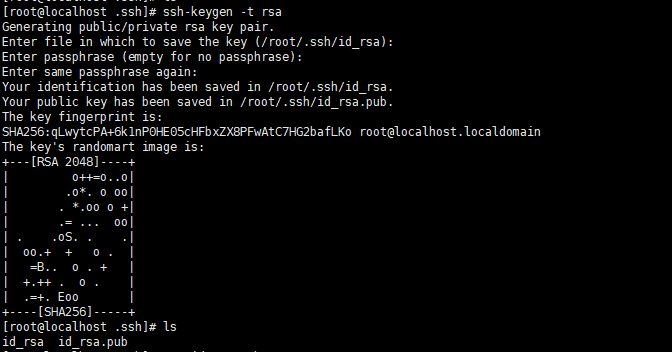 [root@localhost .ssh]# ssh-keygen -t rsa
Generating public/private rsa key pair.
Enter file in which to save the key (/root/.ssh/id_rsa):
Enter passphrase (empty for no passphrase):
Enter same passphrase again:
Your identification has been saved in /root/.ssh/id_rsa.
Your public key has been saved in /root/.ssh/id_rsa.pub.
The key fingerprint is:
SHA256:qLwytcPA+6k1nP0HE05cHFbxZX8PFwAtC7HG2bafLKo root@localhost.localdomain
The key's randomart image is:
+---[RSA 2048]----+
|         o++=o..o|
|        .o*. o oo|
|       . *.oo o +|
|       .= ...  oo|
| .    .oS. .    .|
|  oo.+  +   o .  |
|   =B..  o . +   |
|  +.++ .  o .    |
|  .=+. Eoo       |
+----[SHA256]-----+
[root@localhost .ssh]# ls
id_rsa  id_rsa.pub